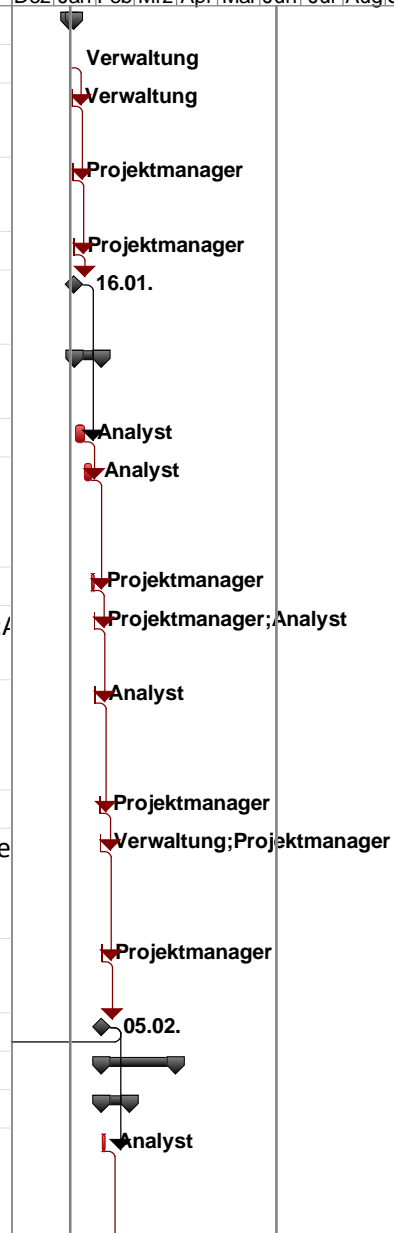 Dez Jan Feb Mrz Apr Mai Jun Jul Aug
Verwaltung
Verwaltung
Projektmanager
Projektmanager
16.01.
Analyst
Analyst
Projektmanager
Projektmanager;Analyst
Analyst
Projektmanager
Verwaltung;Projektmanager
e
Projektmanager
05.02.
Analyst